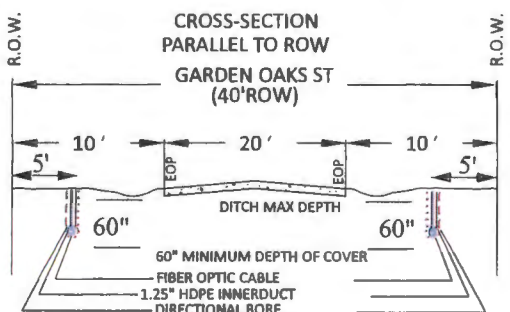 CROSS-SECTION
PARALLEL TO ROW
GARDEN OAKS ST
(40'ROW)
R.O.W.
R.O.W.
10 '
20 '
10 '
5'
5'
EOP
EOP
DITCH MAX DEPTH
60"
60"
60" MINIMUM DEPTH OF COVER
FIBER OPTIC CABLE
1.25" HDPE INNERDUCT
DIRECTIONAL BORE